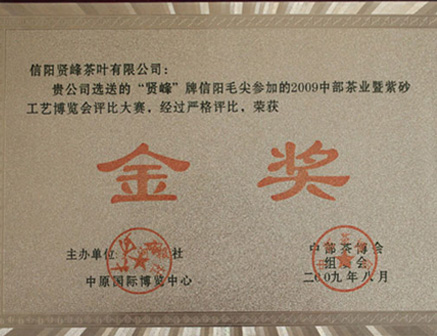 信阳贤峰茶叶有限公司：
贵公司选送的“贤峰”牌信阳毛尖参加的2009中部茶业暨紫砂
工艺博览会评比大赛，经过严格评比，荣获
金 奖
主办单位： 社
中原国际博览中心
中部茶博会
组 会
二00九年八月